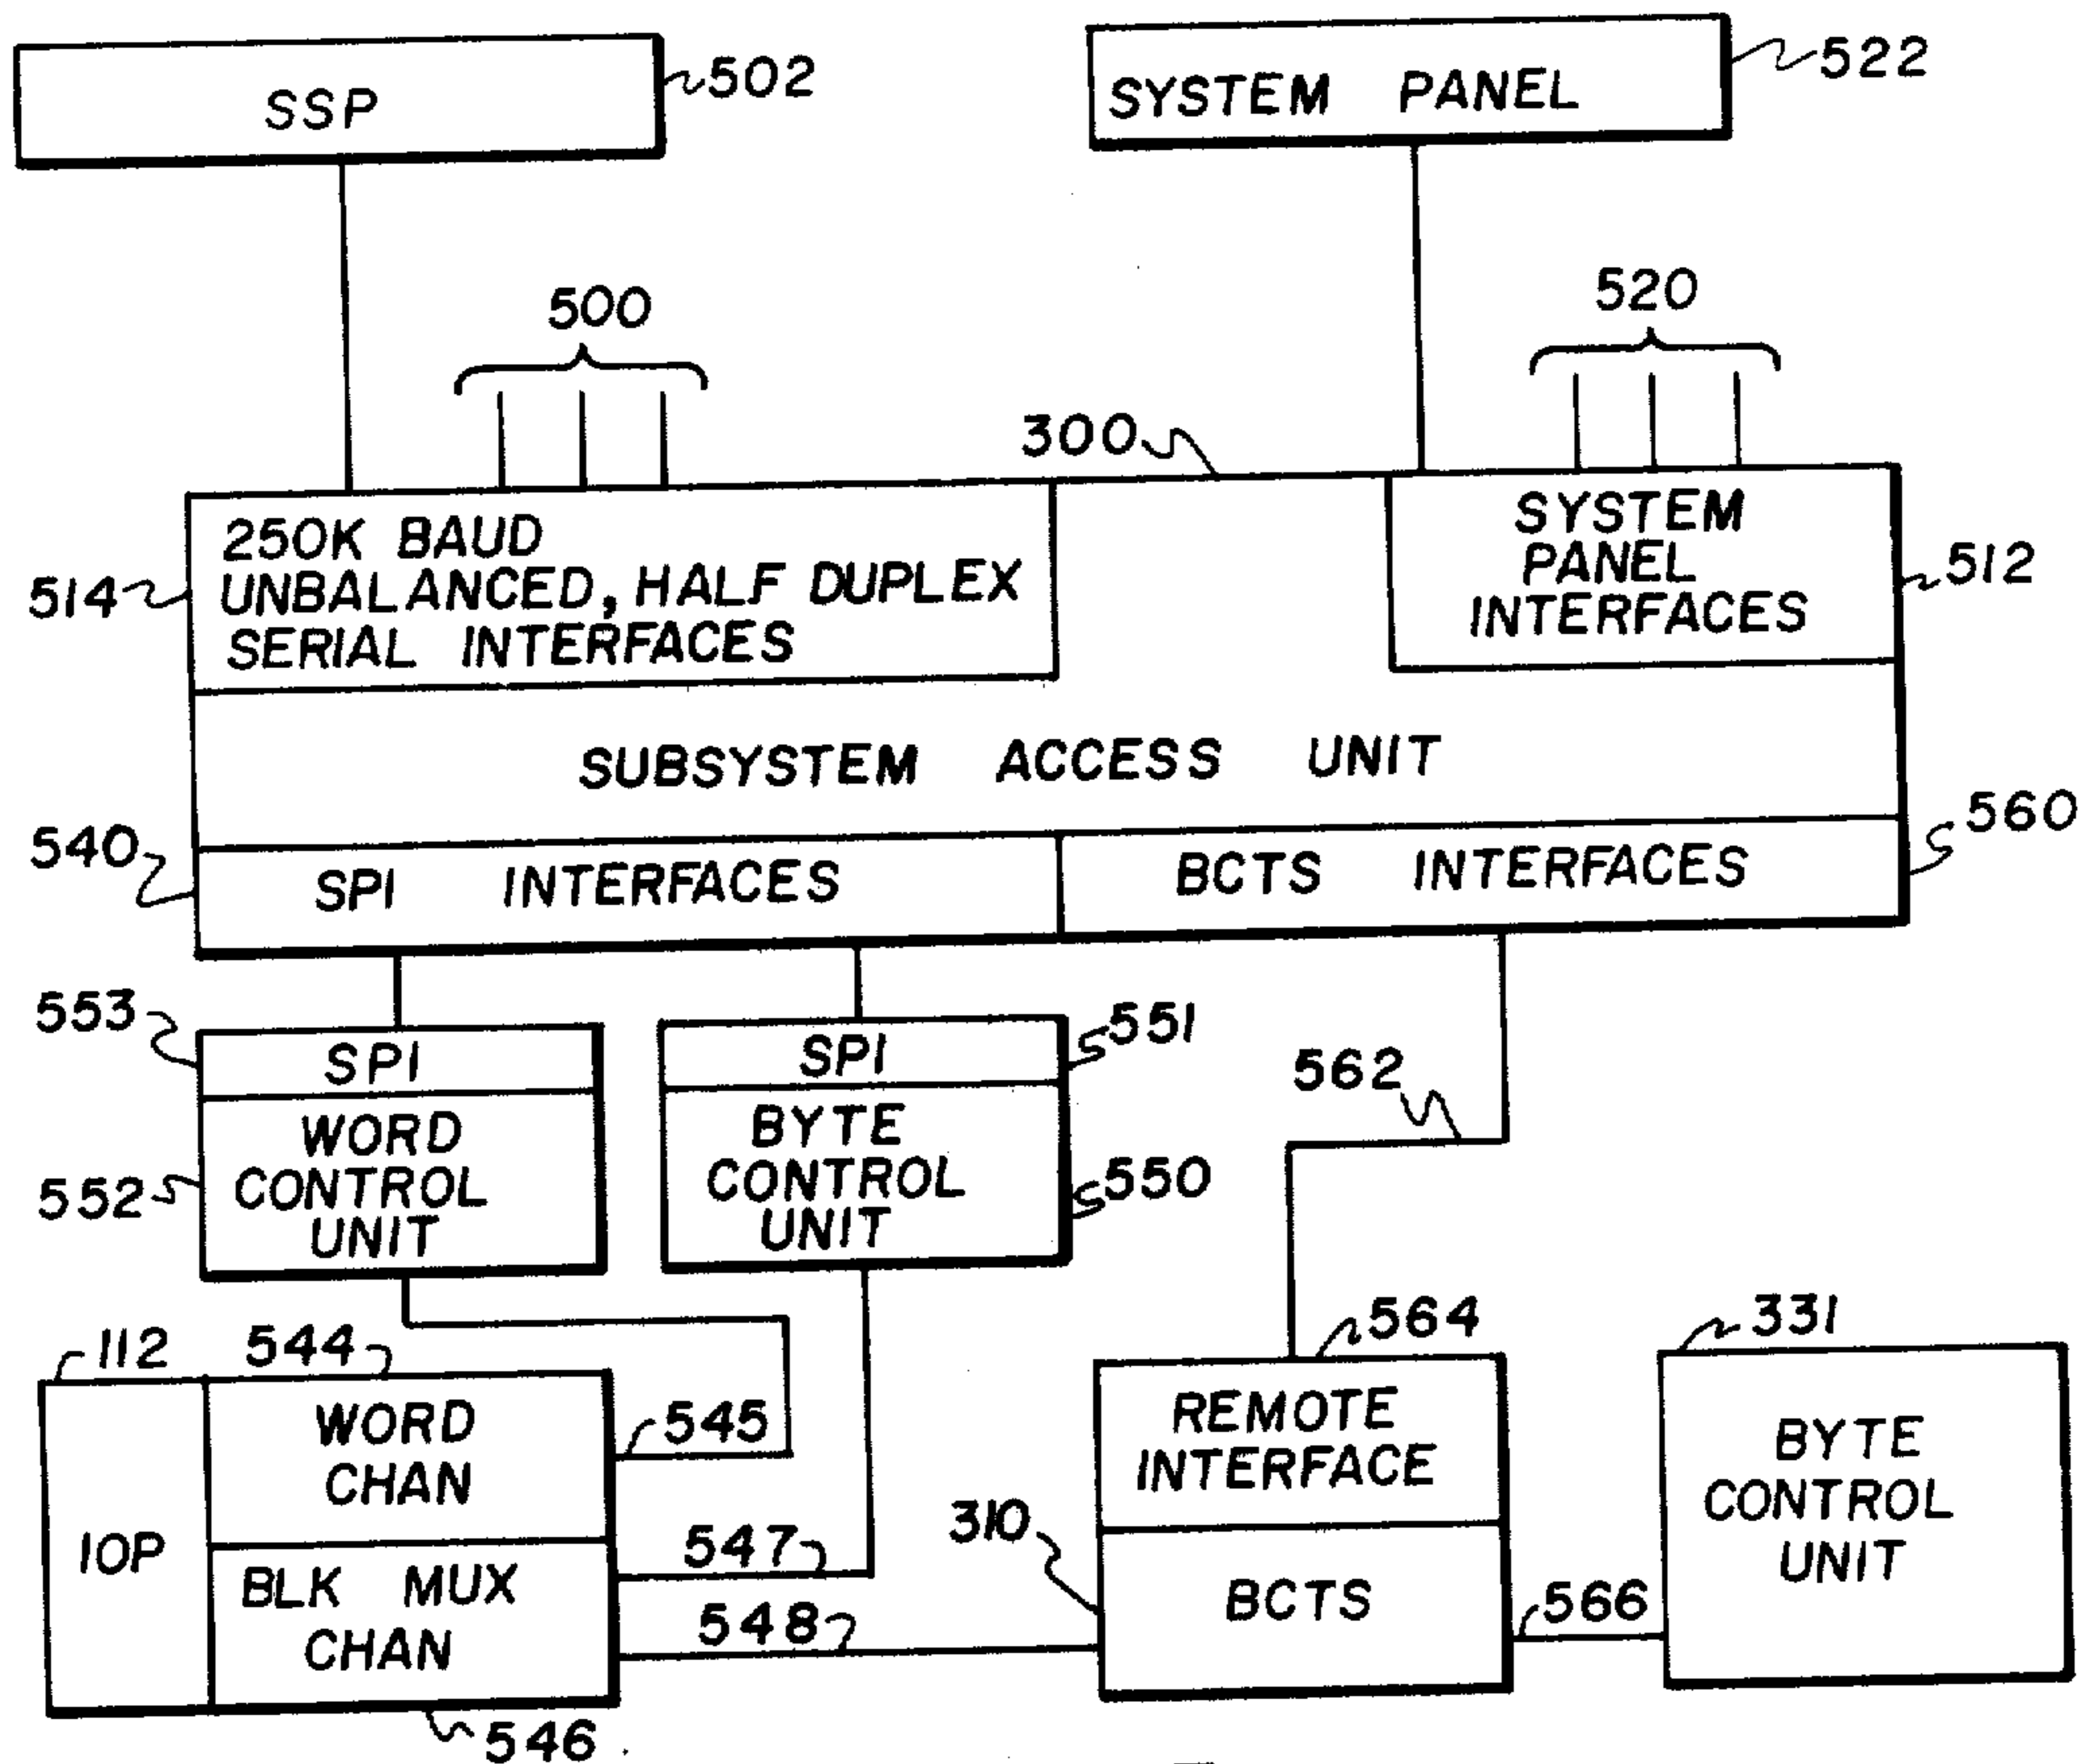 SSP
502
SYSTEM PANEL
522
500
520
300
250K BAUD
UNBALANCED, HALF DUPLEX
SERIAL INTERFACES
514
SYSTEM
PANEL
INTERFACES
512
SUBSYSTEM ACCESS UNIT
540
SPI INTERFACES
BCTS INTERFACES
560
553
SPI
WORD
CONTROL
UNIT
552
SPI
551
BYTE
CONTROL
UNIT
550
562
112
544
IOP
WORD
CHAN
545
BLK MUX
CHAN
547
548
546
310
564
REMOTE
INTERFACE
BCTS
566
331
BYTE
CONTROL
UNIT